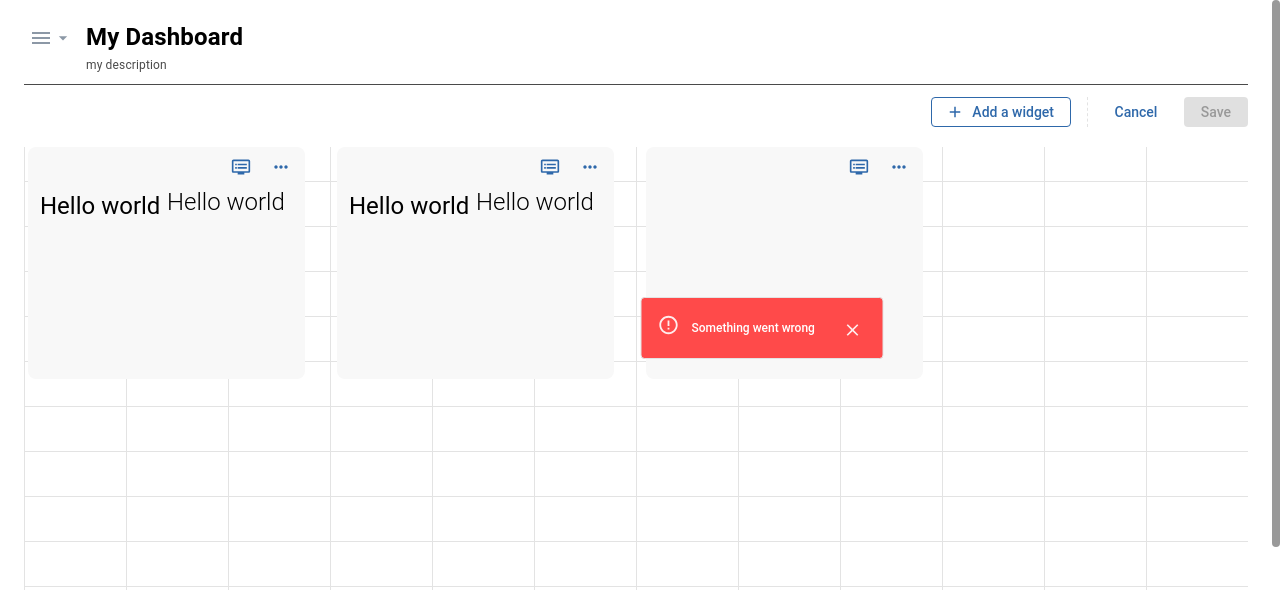 My Dashboard
my description
Add a widget
Cancel
Save
Hello world Hello world
Hello world Hello world
Something went wrong